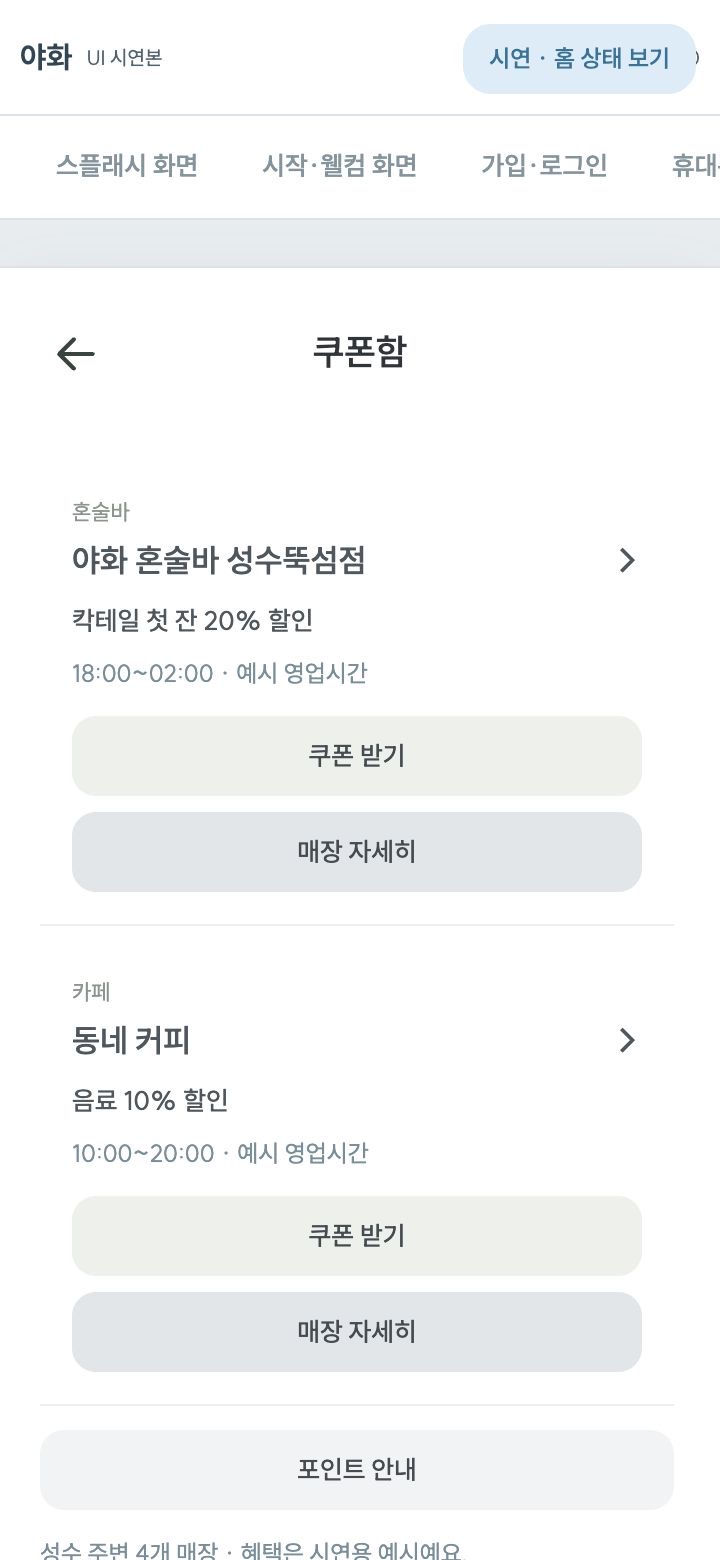 야화 UI 시연본 시연 · 홈 상태 보기
스플래시 화면 시작·웰컴 화면 가입·로그인 휴대
쿠폰함
혼술바
야화 혼술바 성수뚝섬점
칵테일 첫 잔 20% 할인
18:00~02:00 · 예시 영업시간
쿠폰 받기
매장 자세히
카페
동네 커피
음료 10% 할인
10:00~20:00 · 예시 영업시간
쿠폰 받기
매장 자세히
포인트 안내
성수 주변 4개 매장 · 혜택은 시연용 예시예요.